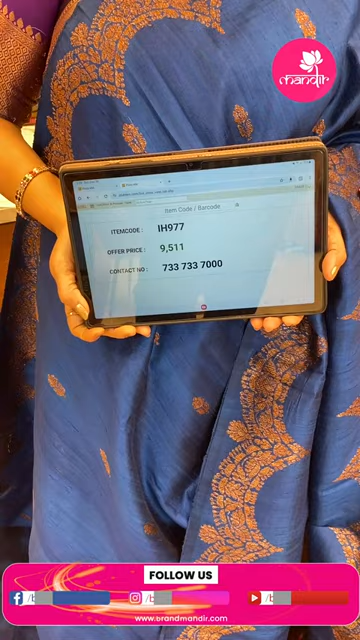 mandir
Item Code / Barcode
ITEMCODE : IH977
OFFER PRICE : 9,511
CONTACT NO : 733 733 7000
FOLLOW US
f /b
/b
/b
www.brandmandir.com